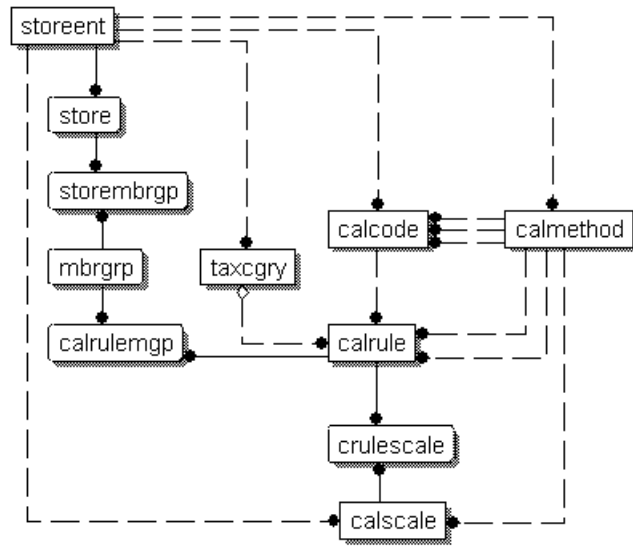 storeent
store
storembrgp
calcode
calmethod
mbrgrp
taxcgry
calrulemgp
calrule
crulescale
calscale